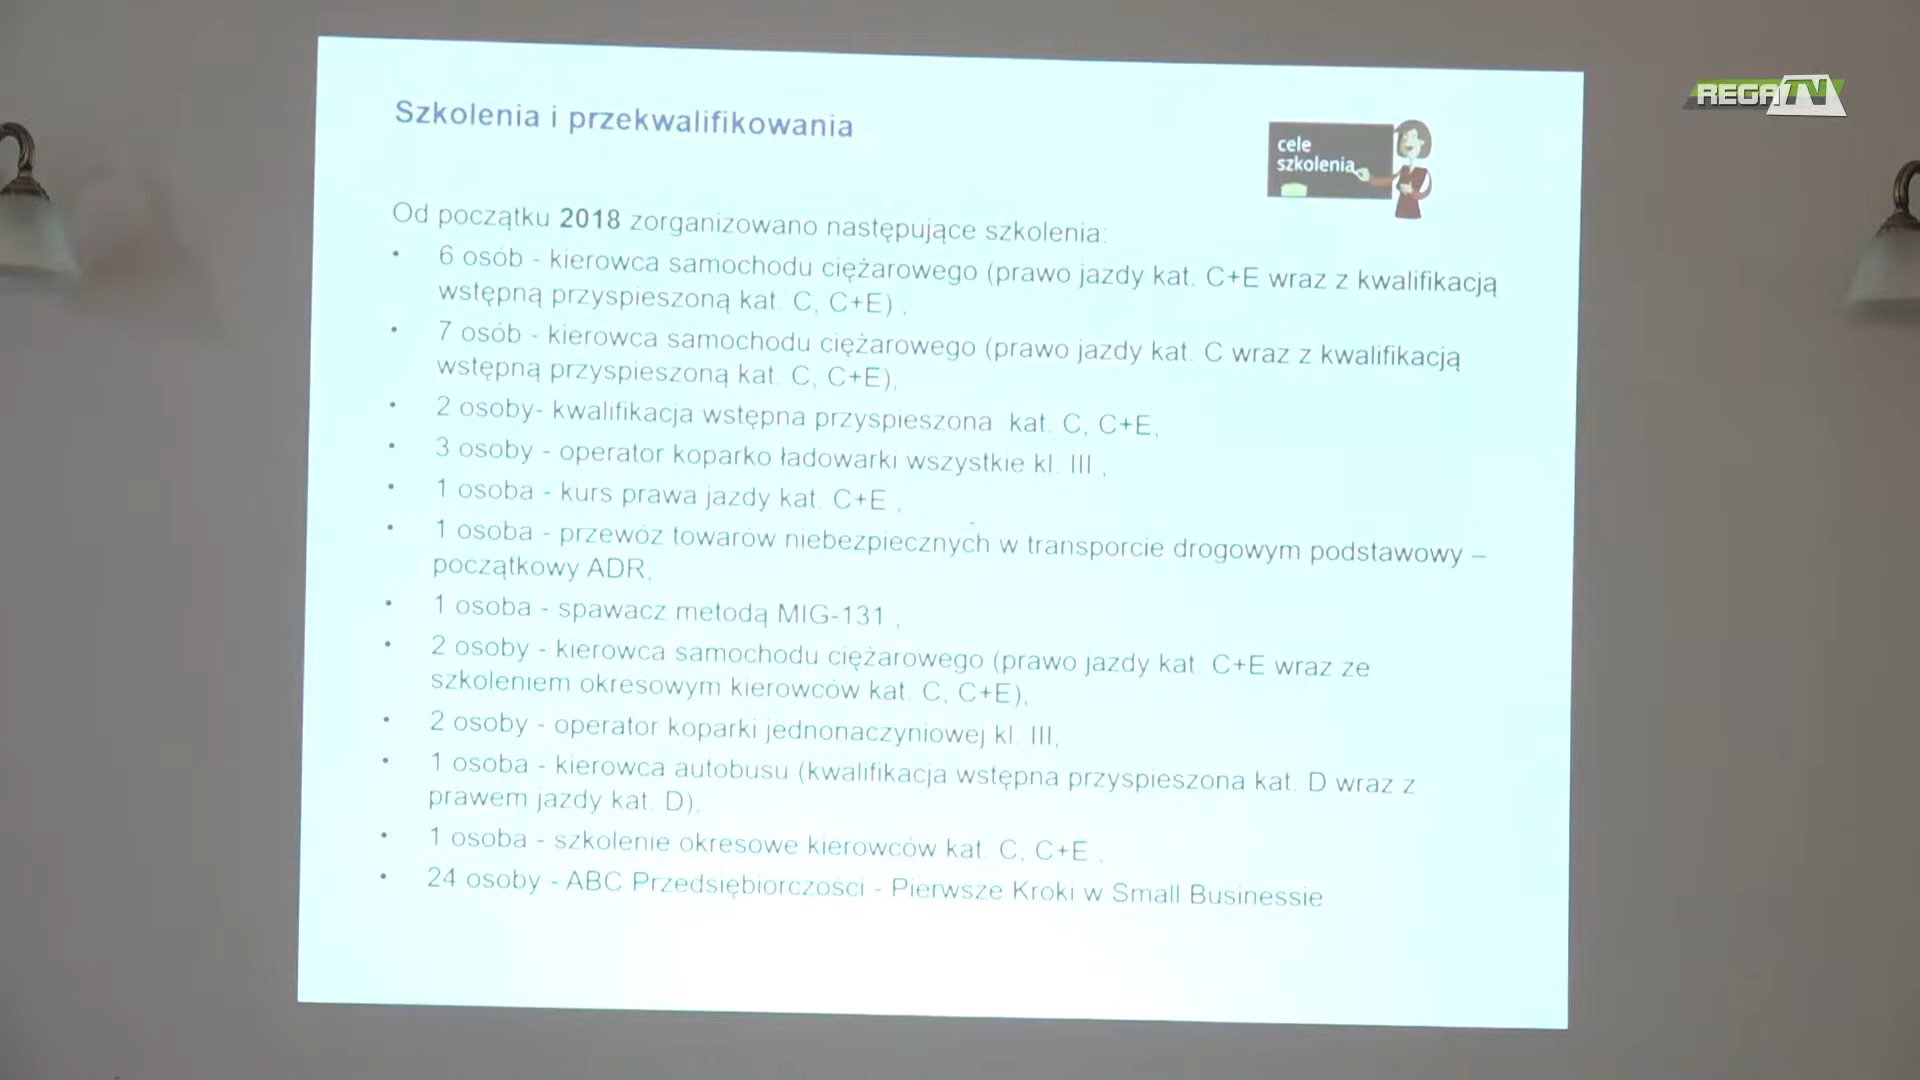 REGA TV
Szkolenia i przekwalifikowania
cele
szkolenia
Od początku 2018 zorganizowano następujące szkolenia:
• 6 osób - kierowca samochodu ciężarowego (prawo jazdy kat. C+E wraz z kwalifikacją
wstępną przyspieszoną kat. C, C+E) ,
• 7 osób - kierowca samochodu ciężarowego (prawo jazdy kat. C wraz z kwalifikacją
wstępną przyspieszoną kat. C, C+E),
• 2 osoby- kwalifikacja wstępna przyspieszona kat. C, C+E,
• 3 osoby - operator koparko ładowarki wszystkie kl. III ,
• 1 osoba - kurs prawa jazdy kat. C+E ,
• 1 osoba - przewóz towarów niebezpiecznych w transporcie drogowym podstawowy –
początkowy ADR,
• 1 osoba - spawacz metodą MIG-131 ,
• 2 osoby - kierowca samochodu ciężarowego (prawo jazdy kat. C+E wraz ze
szkoleniem okresowym kierowców kat. C, C+E),
• 2 osoby - operator koparki jednonaczyniowej kl. III,
• 1 osoba - kierowca autobusu (kwalifikacja wstępna przyspieszona kat. D wraz z
prawem jazdy kat. D),
• 1 osoba - szkolenie okresowe kierowców kat. C, C+E ,
• 24 osoby - ABC Przedsiębiorczości - Pierwsze Kroki w Small Businessie